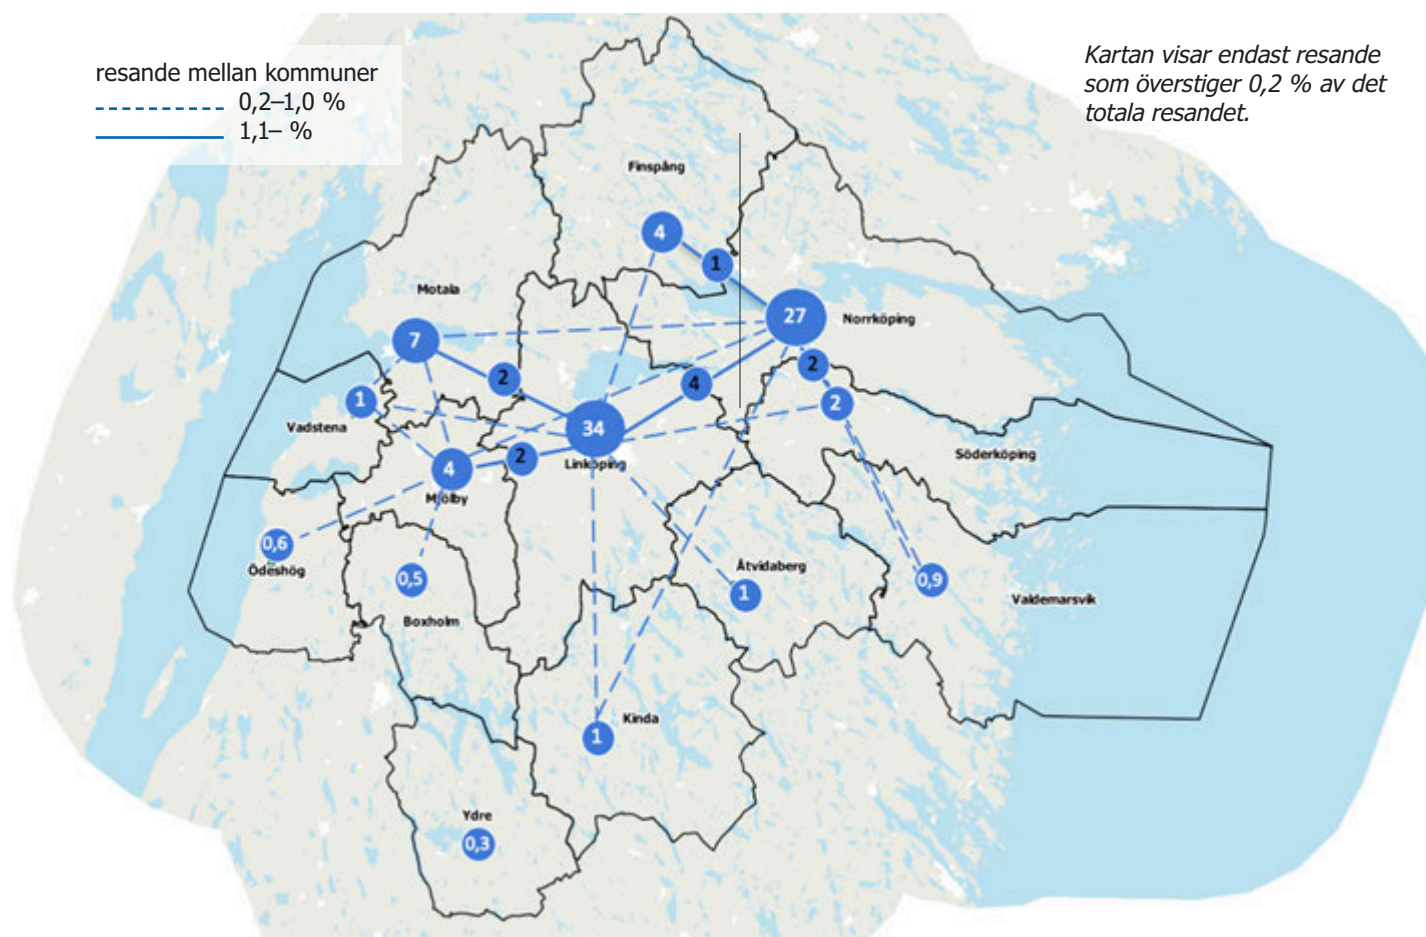 resande mellan kommuner
0,2–1,0 %
1,1– %
Kartan visar endast resande
som överstiger 0,2 % av det
totala resandet.
Finspång
4
1
Motala
27
Norrköping
7
2
2
4
1
2
Vadstena
34
Linköping
Söderköping
4
2
Mjölby
0,6
Ödeshög
0,5
Åtvidaberg
1
0,9
Valdemarsvik
Boxholm
Kinda
1
Ydre
0,3